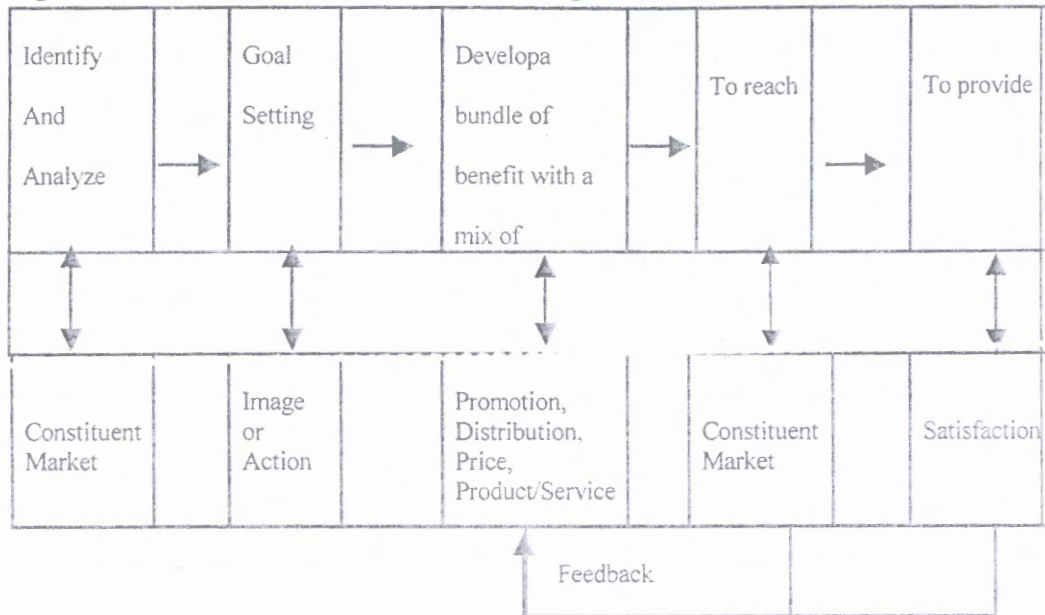 Identify
And
Analyze
Goal
Setting
Developa
bundle of
benefit with a
mix of
To reach
To provide
Constituent
Market
Image
or
Action
Promotion,
Distribution,
Price,
Product/Service
Constituent
Market
Satisfaction
Feedback